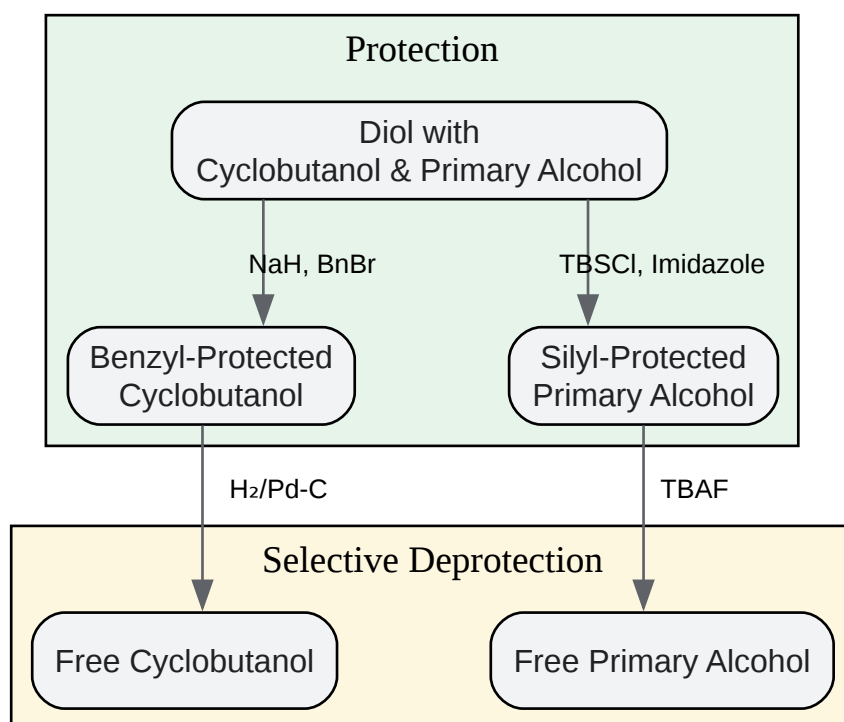 Protection
Diol with
Cyclobutanol & Primary Alcohol
NaH, BnBr
TBSCl, Imidazole
Benzyl-Protected
Cyclobutanol
Silyl-Protected
Primary Alcohol
H₂/Pd-C
TBAF
Selective Deprotection
Free Cyclobutanol
Free Primary Alcohol